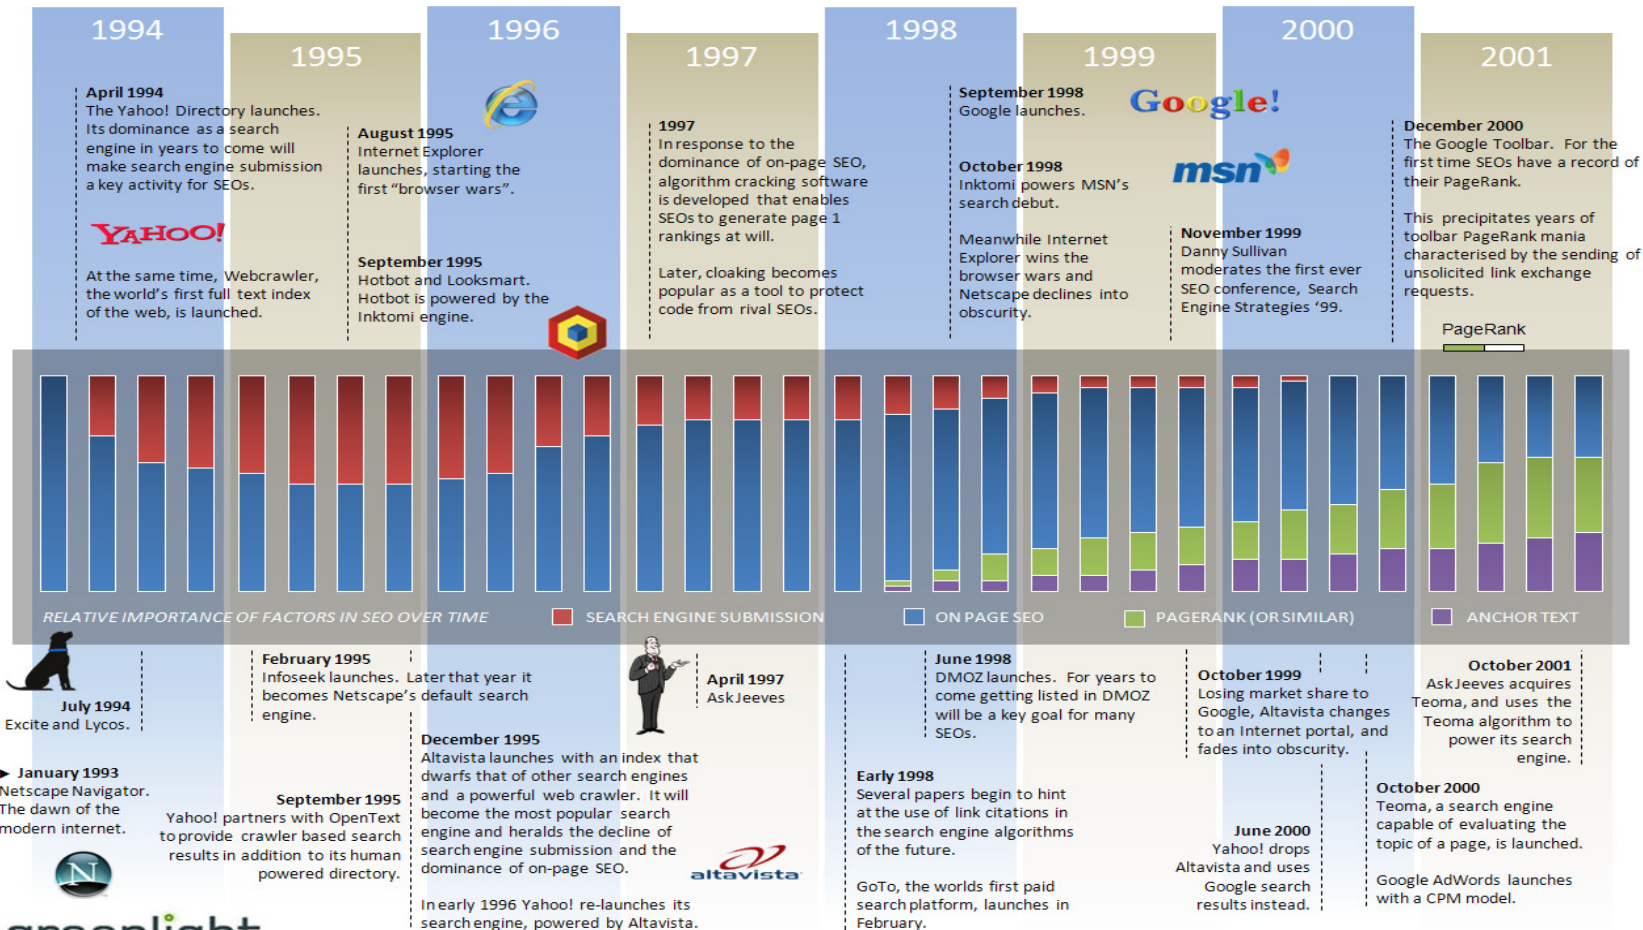 1994
1995
1996
1997
1998
1999
2000
2001
April 1994
The Yahoo! Directory launches.
Its dominance as a search
engine in years to come will
make search engine submission
a key activity for SEOs.
YAHOO!
At the same time, Webcrawler,
the world's first full text index
of the web, is launched.
August 1995
Internet Explorer
launches, starting the
first “browser wars”.
September 1995
Hotbot and Looksmart.
Hotbot is powered by the
Inktomi engine.
1997
In response to the
dominance of on-page SEO,
algorithm cracking software
is developed that enables
SEOs to generate page 1
rankings at will.
Later, cloaking becomes
popular as a tool to protect
code from rival SEOs.
September 1998
Google launches.
Google!
October 1998
Inktomi powers MSN's
search debut.
msn
Meanwhile Internet
Explorer wins the
browser wars and
Netscape declines into
obscurity.
November 1999
Danny Sullivan
moderates the first ever
SEO conference, Search
Engine Strategies ‘99.
December 2000
The Google Toolbar. For the
first time SEOs have a record of
their PageRank.
This precipitates years of
toolbar PageRank mania
characterised by the sending of
unsolicited link exchange
requests.
PageRank
RELATIVE IMPORTANCE OF FACTORS IN SEO OVER TIME
SEARCH ENGINE SUBMISSION
ON PAGE SEO
PAGERANK (OR SIMILAR)
ANCHOR TEXT
July 1994
Excite and Lycos.
► January 1993
Netscape Navigator.
The dawn of the
modern internet.
N
greenlight
February 1995
Infoseek launches. Later that year it
becomes Netscape's default search
engine.
September 1995
Yahoo! partners with OpenText
to provide crawler based search
results in addition to its human
powered directory.
December 1995
Altavista launches with an index that
dwarfs that of other search engines
and a powerful web crawler. It will
become the most popular search
engine and heralds the decline of
search engine submission and the
dominance of on-page SEO.
In early 1996 Yahoo! re-launches its
search engine, powered by Altavista.
April 1997
AskJeeves
altavista
June 1998
DMOZ launches. For years to
come getting listed in DMOZ
will be a key goal for many
SEOs.
Early 1998
Several papers begin to hint
at the use of link citations in
the search engine algorithms
of the future.
GoTo, the worlds first paid
search platform, launches in
February.
October 1999
Losing market share to
Google, Altavista changes
to an Internet portal, and
fades into obscurity.
June 2000
Yahoo! drops
Altavista and uses
Google search
results instead.
October 2001
AskJeeves acquires
Teoma, and uses the
Teoma algorithm to
power its search
engine.
October 2000
Teoma, a search engine
capable of evaluating the
topic of a page, is launched.
Google AdWords launches
with a CPM model.